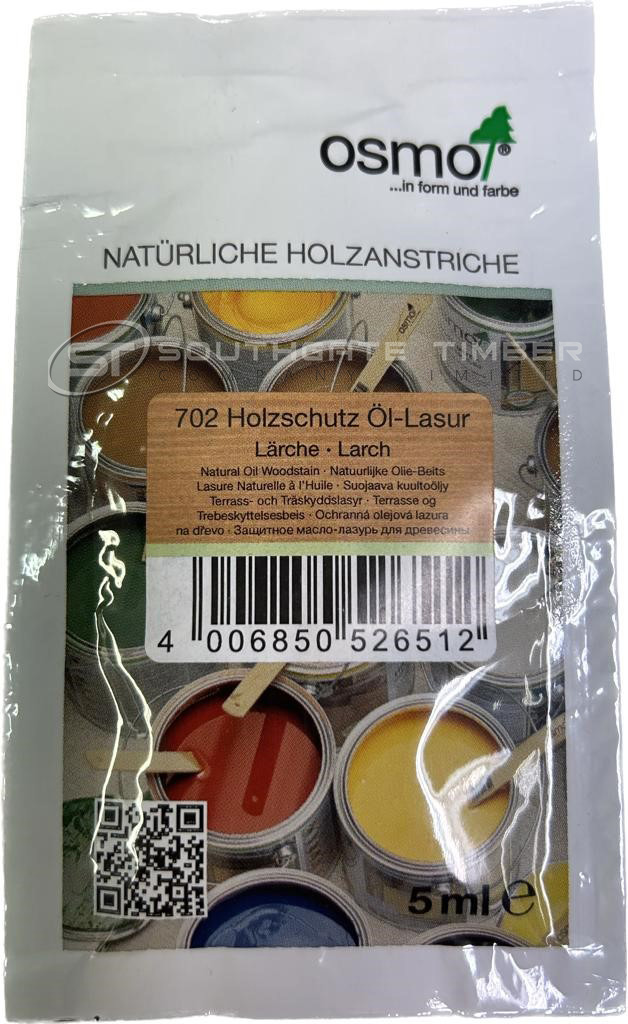 osmo®
...in form und farbe
NATÜRLICHE HOLZANSTRICHE
osmo
SOUTHGATE TIMBER
702 Holzschutz Öl-Lasur
Lärche · Larch
Natural Oil Woodstain · Natuurlijke Olie-Beits
Lasure Naturelle à l'Huile · Suojaava kuultoöljy
Terrass- och Träskyddslasyr · Terrasse og
Trebeskyttelsesbeis · Ochranná olejová lazura
na dřevo · Защитное масло-лазурь для древесины
4 006850 526512
5 ml e